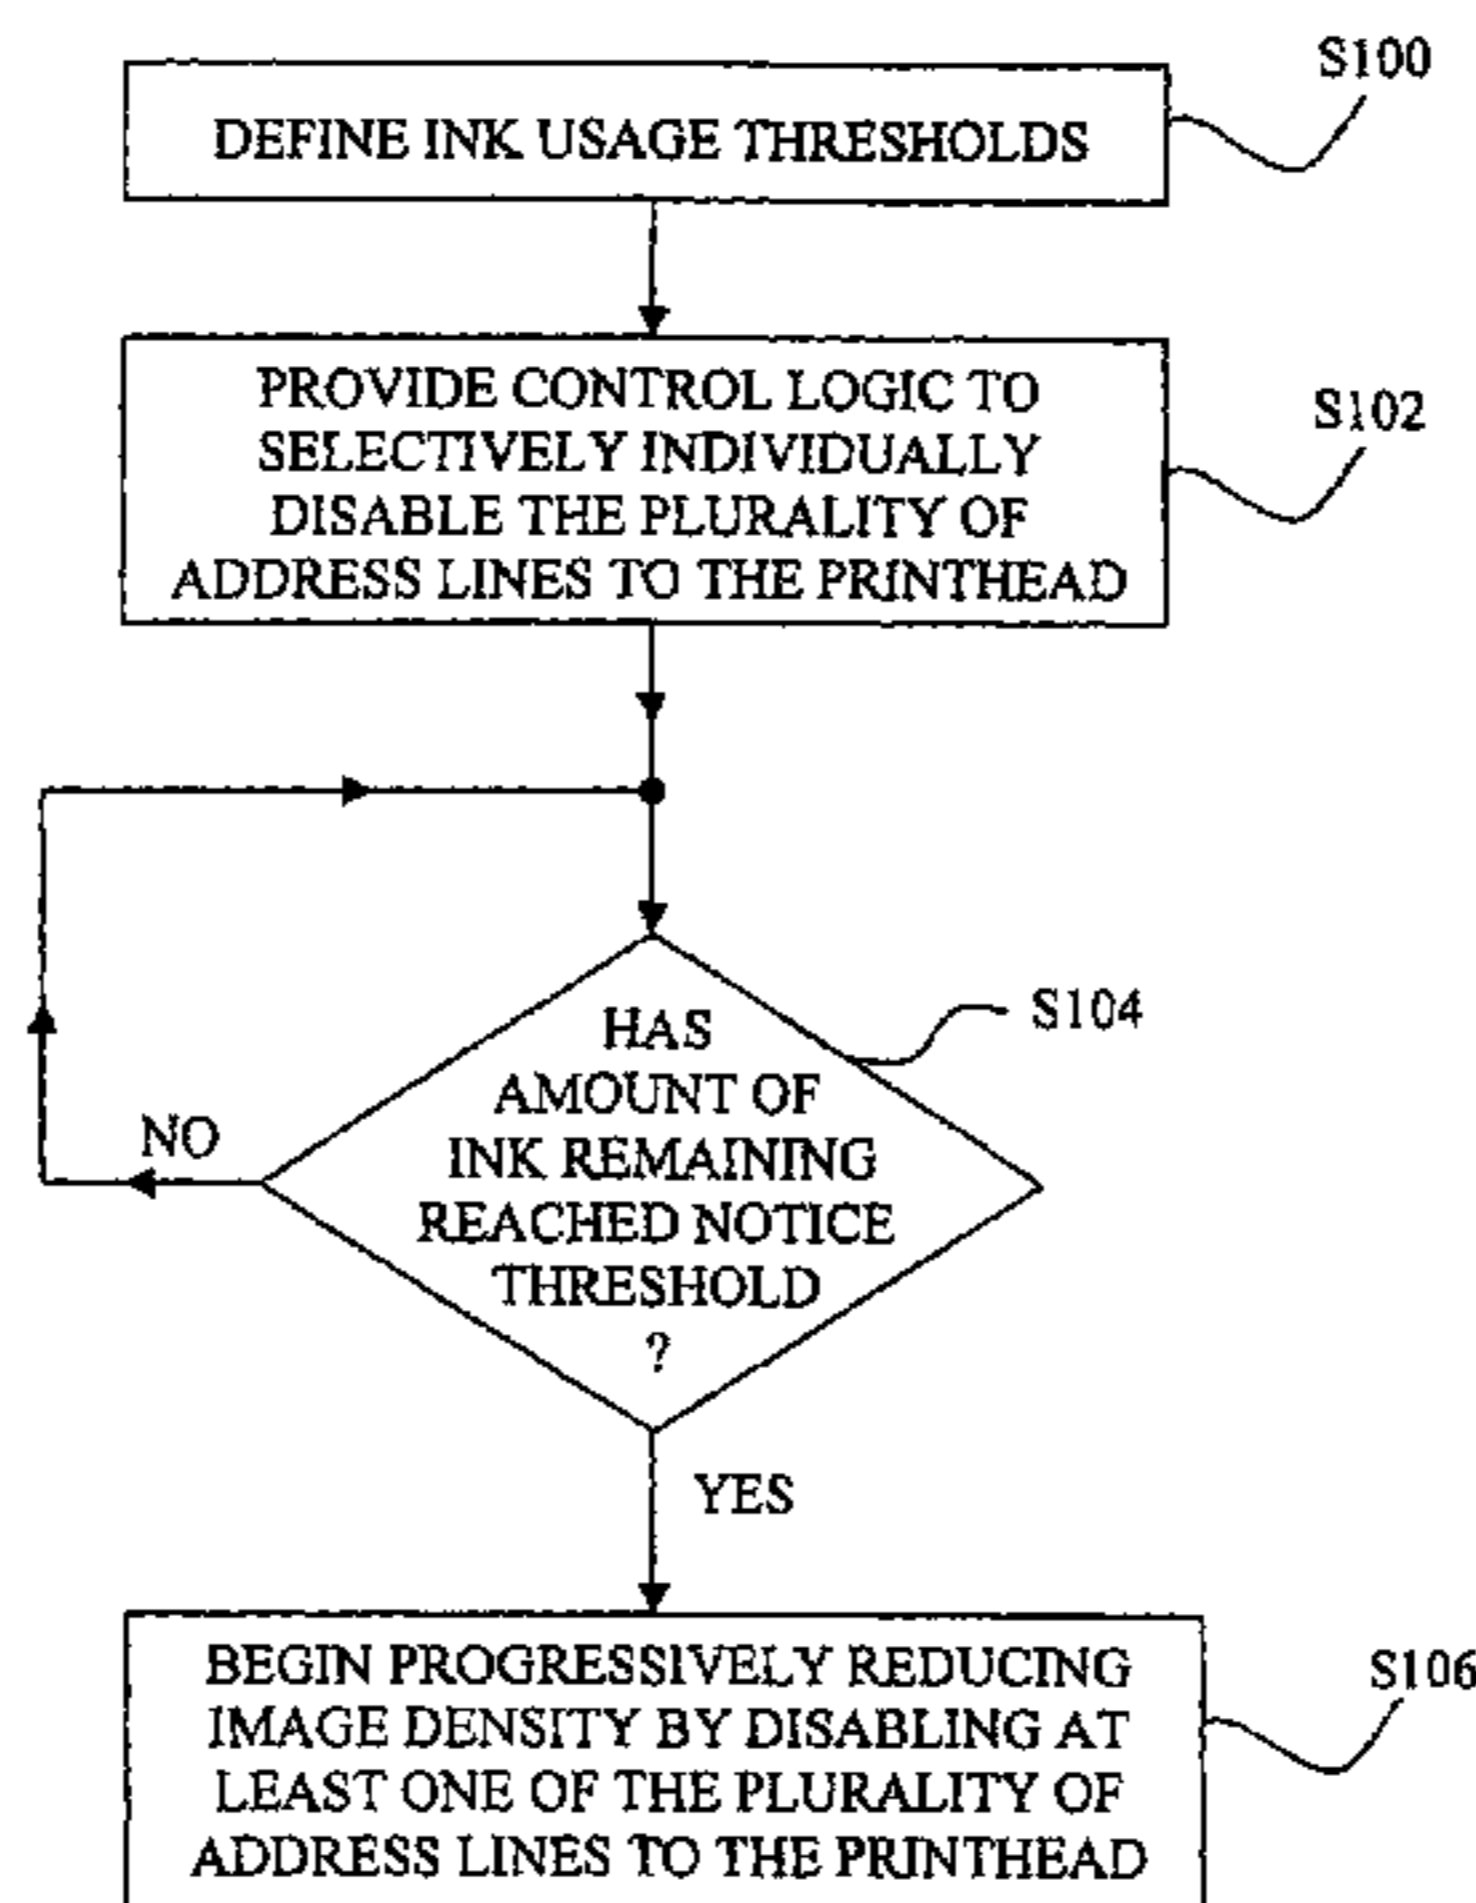 S100
DEFINE INK USAGE THRESHOLDS
PROVIDE CONTROL LOGIC TO
SELECTIVELY INDIVIDUALLY
DISABLE THE PLURALITY OF
ADDRESS LINES TO THE PRINTHEAD
S102
HAS
AMOUNT OF
INK REMAINING
REACHED NOTICE
THRESHOLD
?
S104
NO
YES
BEGIN PROGRESSIVELY REDUCING
IMAGE DENSITY BY DISABLING AT
LEAST ONE OF THE PLURALITY OF
ADDRESS LINES TO THE PRINTHEAD
S106